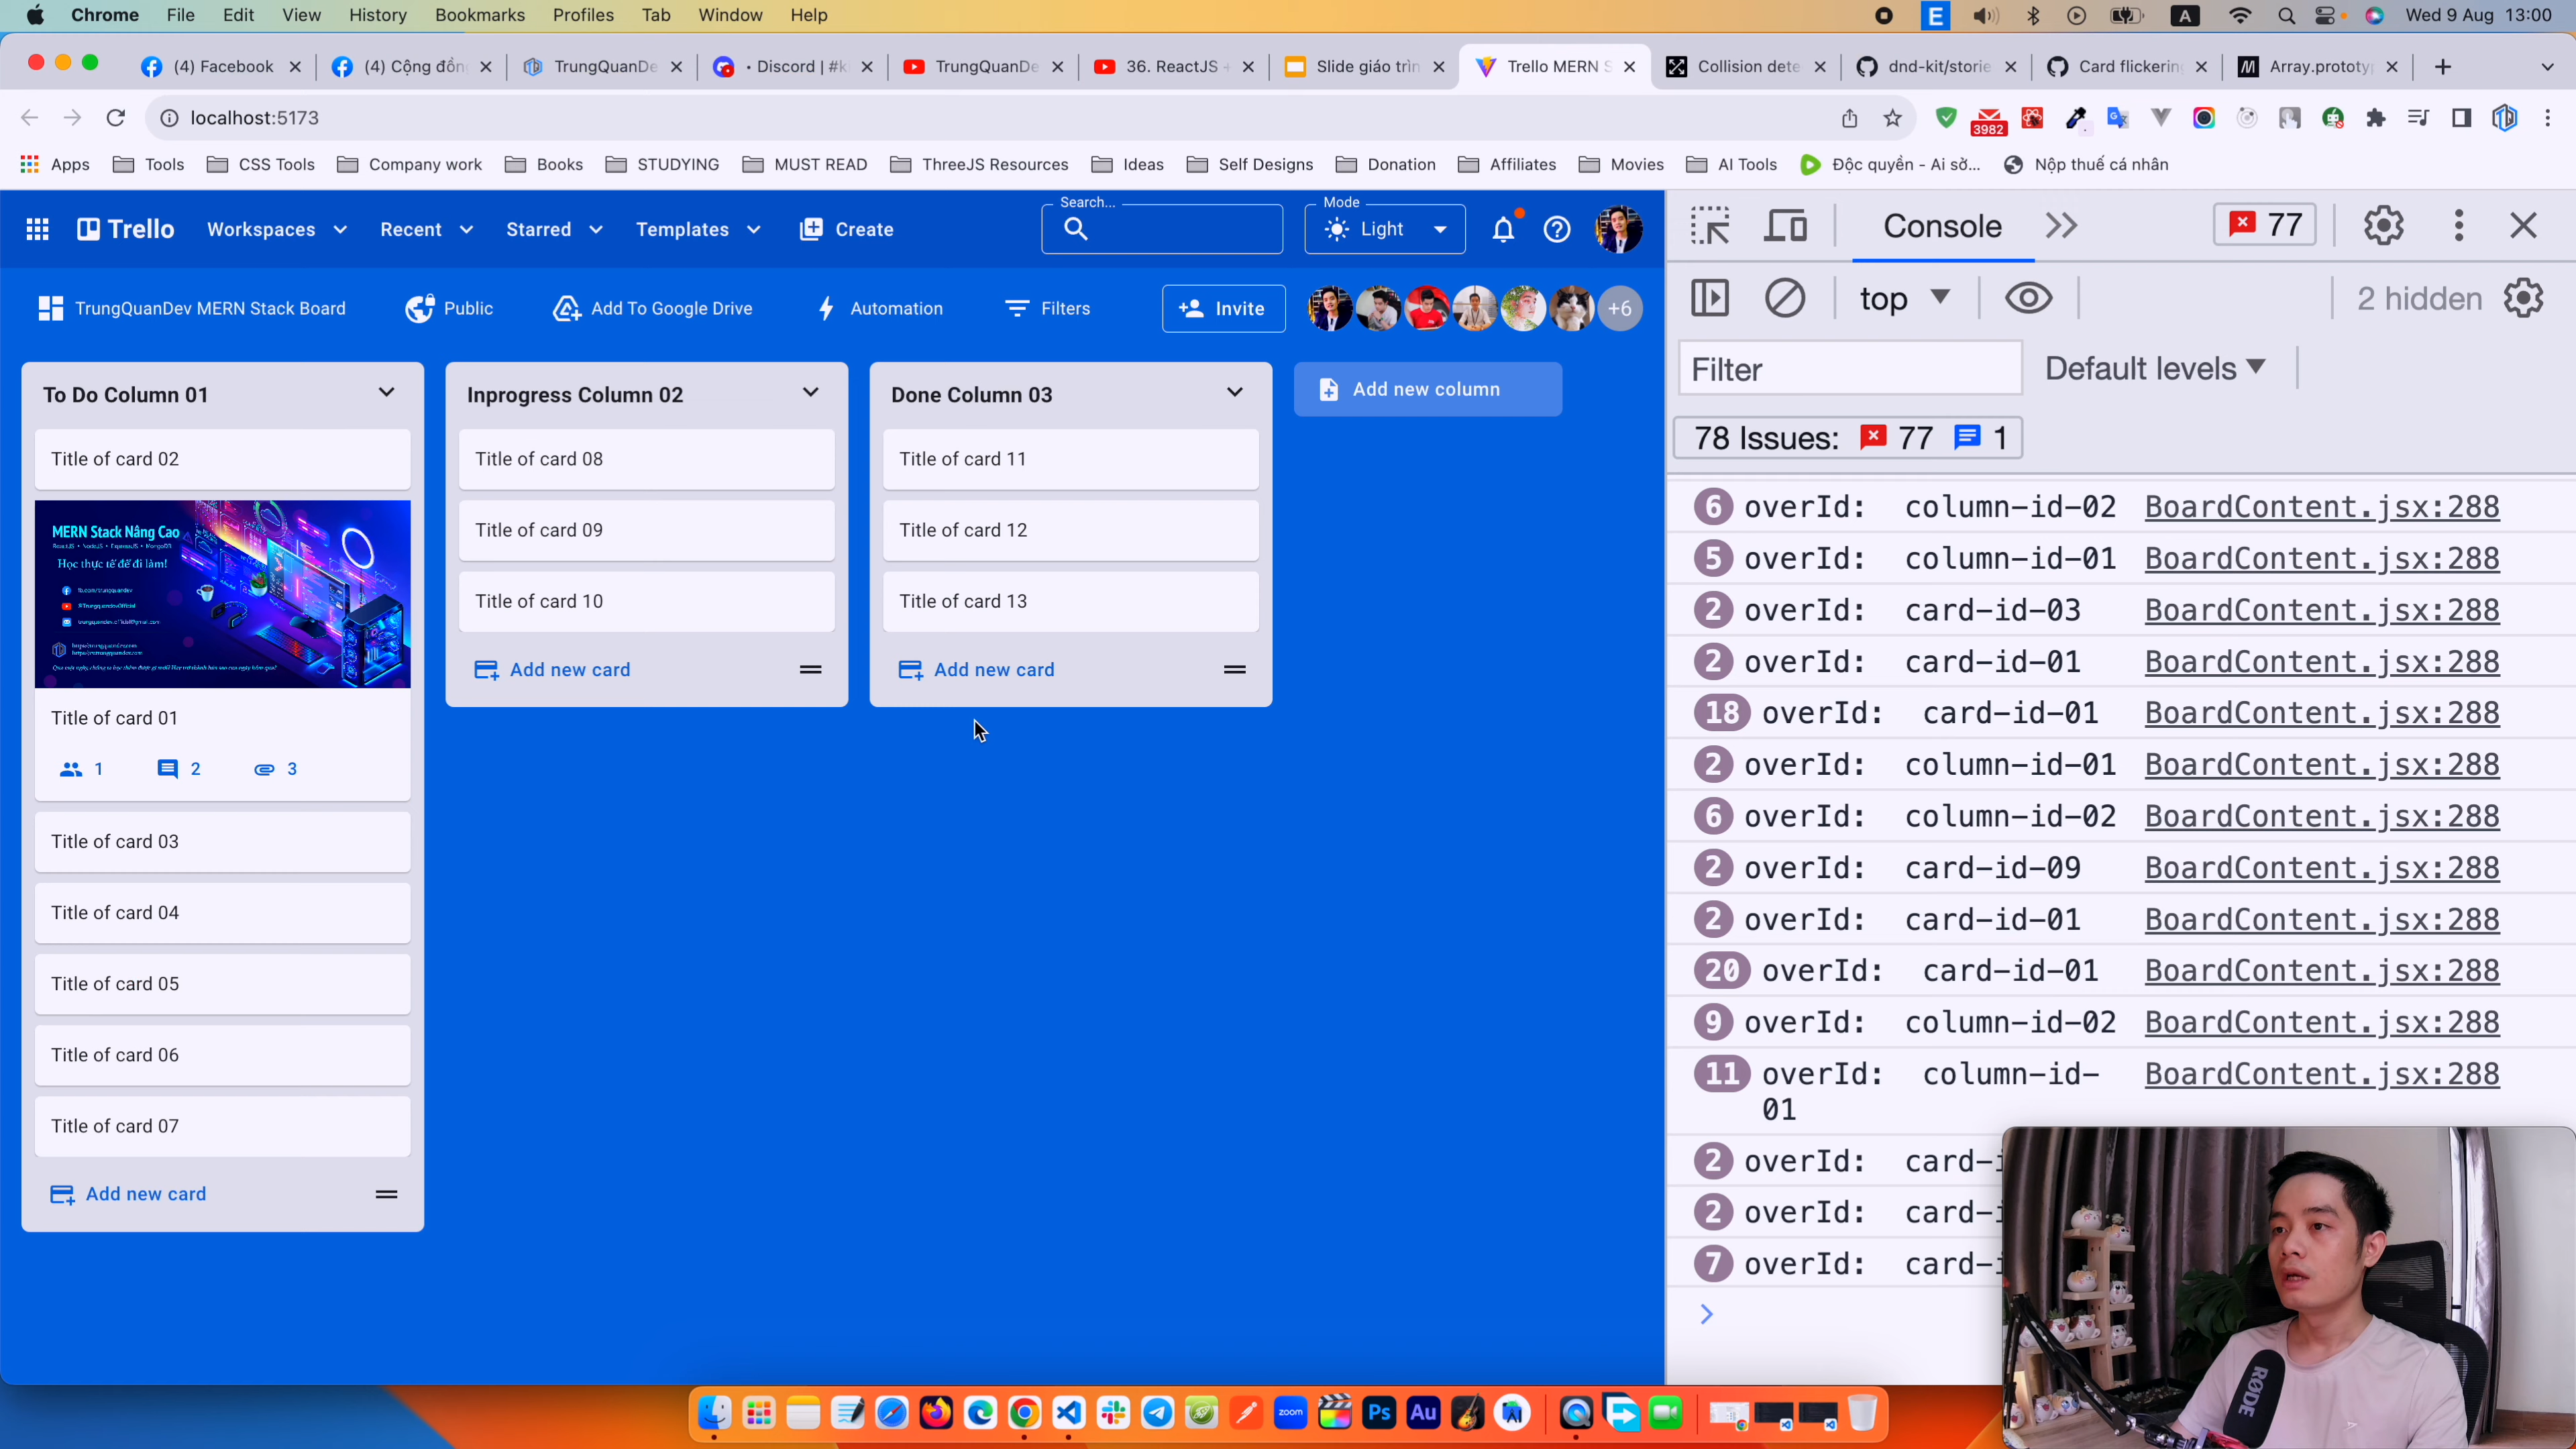 Chrome File Edit View History Bookmarks Profiles Tab Window Help
E A Wed 9 Aug 13:00
(4) Facebook
(4) Cộng đồn
TrungQuanDe
• Discord | #k
TrungQuanDe
36. ReactJS +
Slide giáo trìn
Trello MERN S
Collision dete
dnd-kit/storie
Card flickerin
Array.prototyp
localhost:5173
3982
Apps Tools CSS Tools Company work Books STUDYING MUST READ ThreeJS Resources Ideas Self Designs Donation Affiliates Movies AI Tools Độc quyền - Ai sở... Nộp thuế cá nhân
Trello Workspaces Recent Starred Templates Create
Search...
Mode
Light
TrungQuanDev MERN Stack Board Public Add To Google Drive Automation Filters Invite +6
To Do Column 01
Title of card 02
MERN Stack Nâng Cao
Học thực tế để đi làm!
Title of card 01
1 2 3
Title of card 03
Title of card 04
Title of card 05
Title of card 06
Title of card 07
Add new card
Inprogress Column 02
Title of card 08
Title of card 09
Title of card 10
Add new card
Done Column 03
Title of card 11
Title of card 12
Title of card 13
Add new card
Add new column
Console 77
top 2 hidden
Filter Default levels
78 Issues: 77 1
6 overId: column-id-02 BoardContent.jsx:288
5 overId: column-id-01 BoardContent.jsx:288
2 overId: card-id-03 BoardContent.jsx:288
2 overId: card-id-01 BoardContent.jsx:288
18 overId: card-id-01 BoardContent.jsx:288
2 overId: column-id-01 BoardContent.jsx:288
6 overId: column-id-02 BoardContent.jsx:288
2 overId: card-id-09 BoardContent.jsx:288
2 overId: card-id-01 BoardContent.jsx:288
20 overId: card-id-01 BoardContent.jsx:288
9 overId: column-id-02 BoardContent.jsx:288
11 overId: column-id- BoardContent.jsx:288
01
2 overId: card-i
2 overId: card-i
7 overId: card-i
RØDE
zoom Ps Au